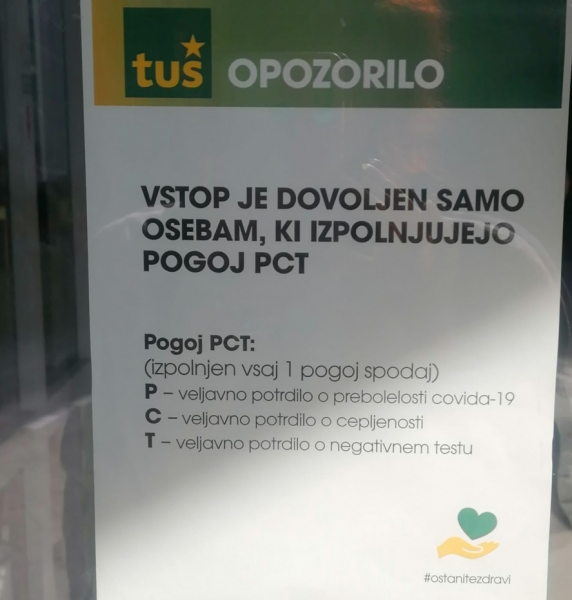 tuš OPOZORILO
VSTOP JE DOVOLJEN SAMO
OSEBAM, KI IZPOLNJUJEJO
POGOJ PCT
Pogoj PCT:
(izpolnjen vsaj 1 pogoj spodaj)
P – veljavno potrdilo o prebolelosti covida-19
C – veljavno potrdilo o cepljenosti
T – veljavno potrdilo o negativnem testu
#ostanitezdravi